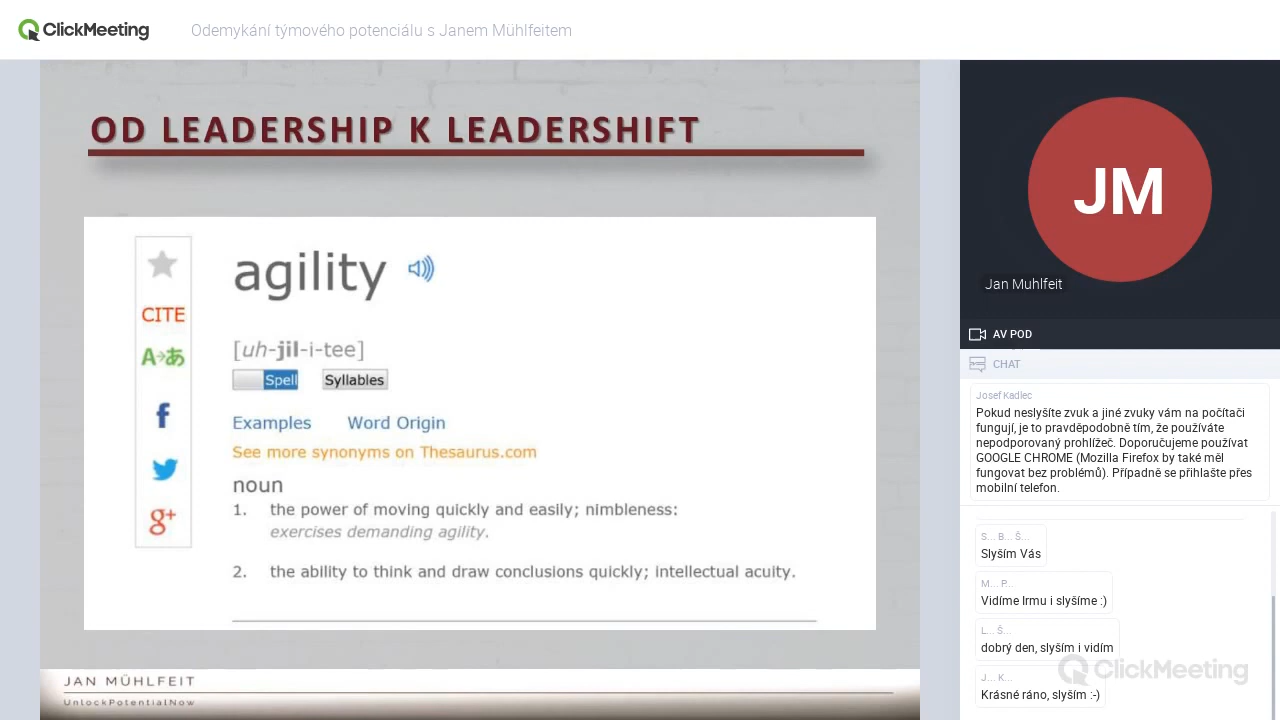 ClickMeeting
Odemykání týmového potenciálu s Janem Mühlfeitem
OD LEADERSHIP K LEADERSHIFT
agility
CITE
A→あ
[uh-jil-i-tee]
Spell Syllables
f
Examples Word Origin
See more synonyms on Thesaurus.com
g+
noun
1. the power of moving quickly and easily; nimbleness:
exercises demanding agility.
2. the ability to think and draw conclusions quickly; intellectual acuity.
JAN MÜHLFEIT
UnlockPotentialNow
JM
Jan Muhlfeit
AV POD
CHAT
Josef Kadlec
Pokud neslyšíte zvuk a jiné zvuky vám na počítači
fungují, je to pravděpodobně tím, že používáte
nepodporovaný prohlížeč. Doporučujeme používat
GOOGLE CHROME (Mozilla Firefox by také měl
fungovat bez problémů). Případně se přihlašte přes
mobilní telefon.
S... B... Š...
Slyším Vás
M... P...
Vidíme Irmu i slyšíme :)
L... Š...
dobrý den, slyším i vidím
J... K...
Krásné ráno, slyším :-)
ClickMeeting